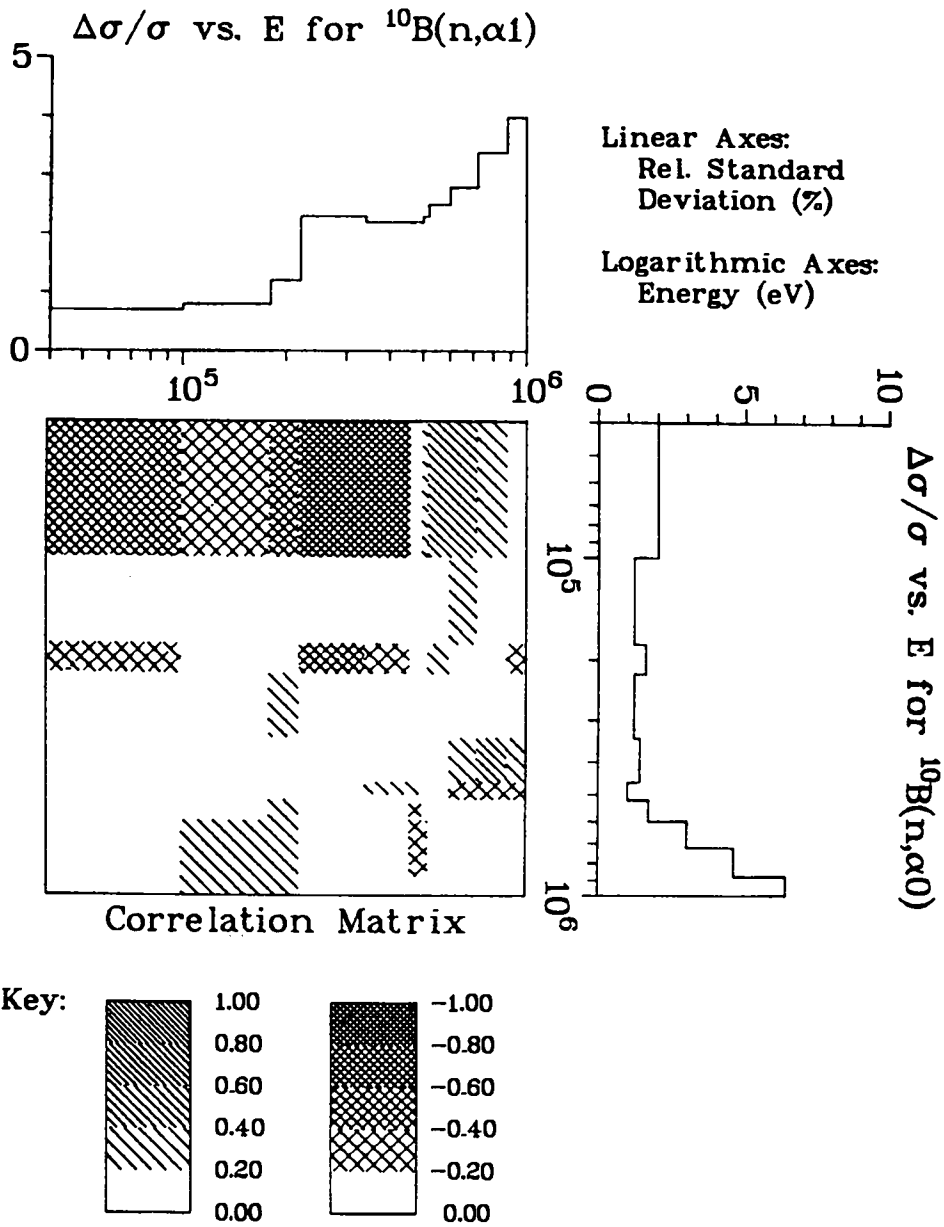 Δσ/σ vs. E for ¹⁰B(n,α1)
5
0
10⁵
10⁶
Linear Axes:
Rel. Standard
Deviation (%)
Logarithmic Axes:
Energy (eV)
0
5
10
10⁵
10⁶
Δσ/σ vs. E for ¹⁰B(n,α0)
Correlation Matrix
Key:
1.00
0.80
0.60
0.40
0.20
0.00
-1.00
-0.80
-0.60
-0.40
-0.20
0.00